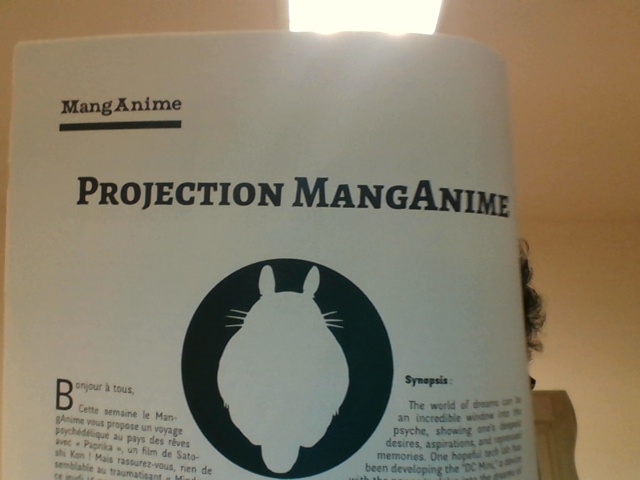 MangAnime
PROJECTION MANGANIME
Bonjour à tous,
Cette semaine le Man-
gAnime vous propose un voyage
psychédélique au pays des rêves
avec « Paprika », un film de Sato-
shi Kon ! Mais rassurez-vous, rien de
semblable au traumatisant «
Synopsis :
The world of dreams can be
an incredible window into the
psyche, showing one's deepest
desires, aspirations, and repressed
memories. One hopeful tech lab has
been developing the "DC Mini," a